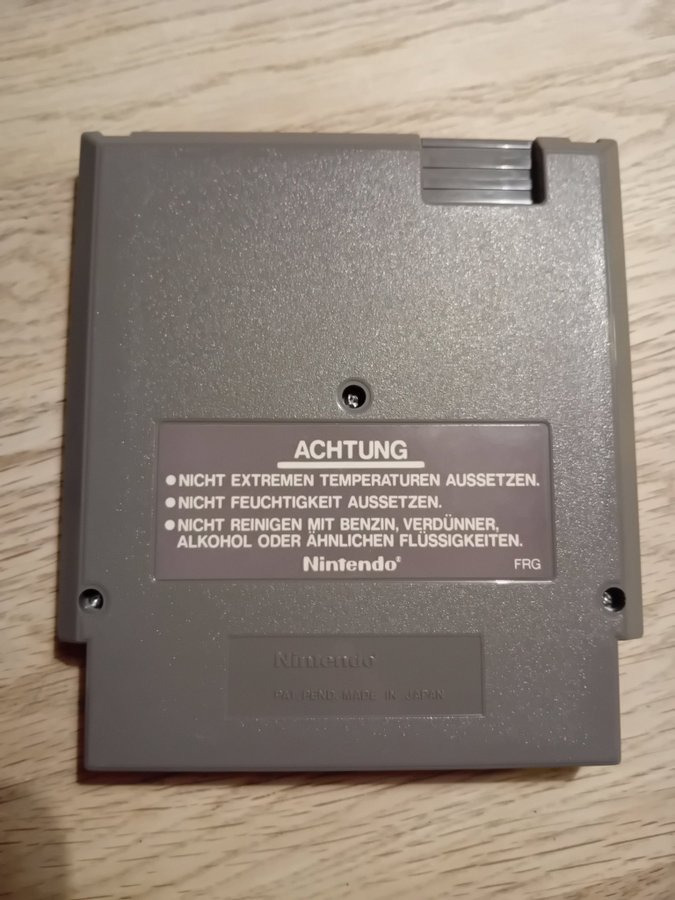 ACHTUNG
● NICHT EXTREMEN TEMPERATUREN AUSSETZEN.
● NICHT FEUCHTIGKEIT AUSSETZEN.
● NICHT REINIGEN MIT BENZIN, VERDÜNNER,
ALKOHOL ODER ÄHNLICHEN FLÜSSIGKEITEN.
Nintendo® FRG
Nintendo
PAT. PEND. MADE IN JAPAN